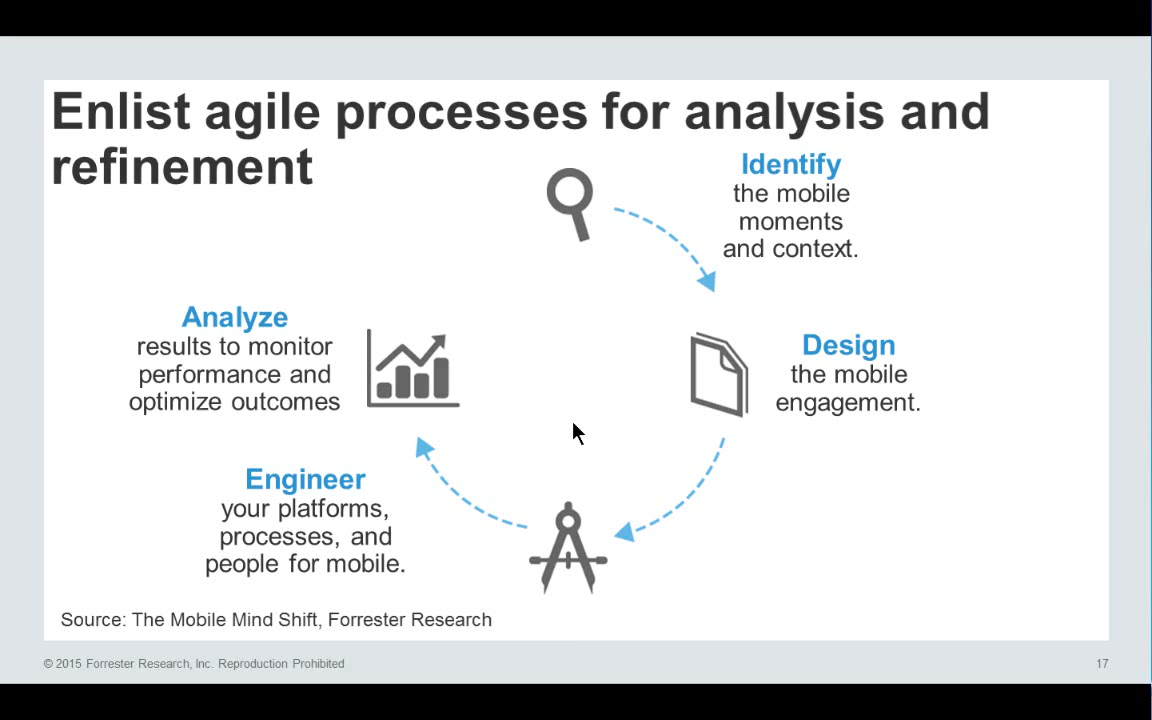 Enlist agile processes for analysis and
refinement
Identify
the mobile
moments
and context.
Design
the mobile
engagement.
Engineer
your platforms,
processes, and
people for mobile.
Analyze
results to monitor
performance and
optimize outcomes
Source: The Mobile Mind Shift, Forrester Research
© 2015 Forrester Research, Inc. Reproduction Prohibited
17